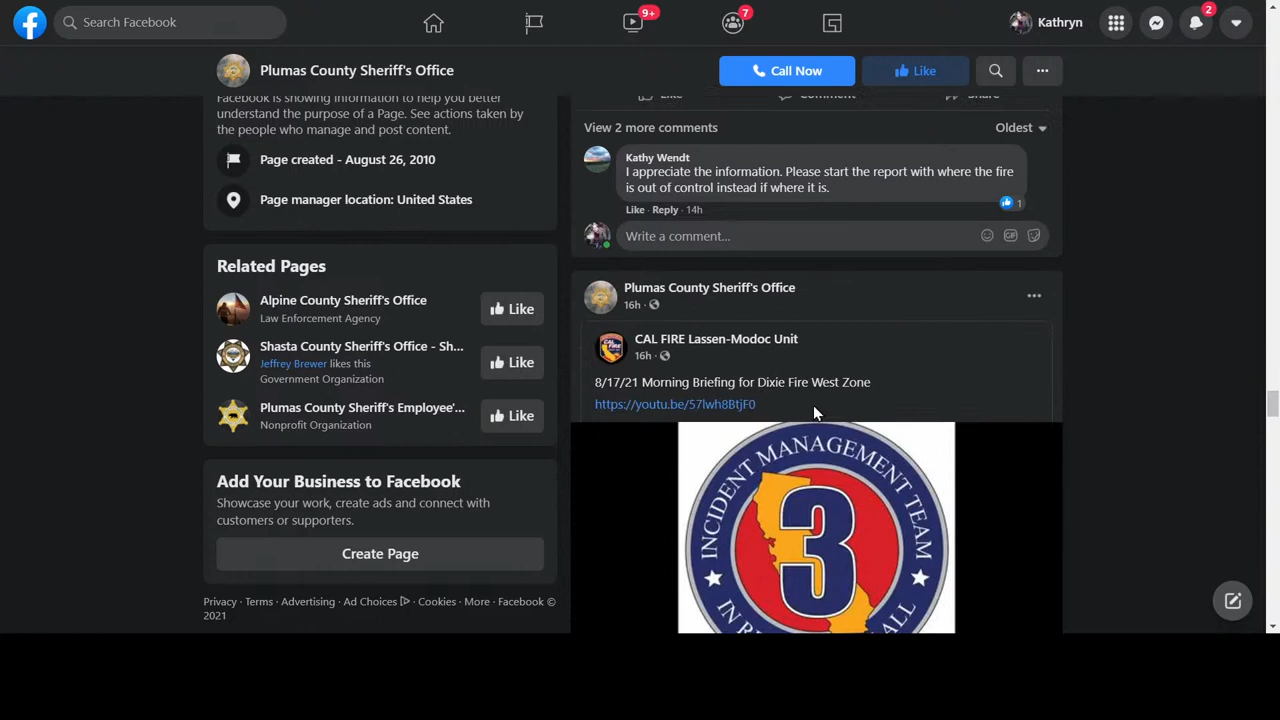 Search Facebook
9+
7
Kathryn
2
Plumas County Sheriff's Office
Call Now
Like
Facebook is showing information to help you better
understand the purpose of a Page. See actions taken
by the people who manage and post content.
Page created - August 26, 2010
Page manager location: United States
Related Pages
Alpine County Sheriff's Office
Law Enforcement Agency
Like
Shasta County Sheriff's Office - Sh...
Jeffrey Brewer likes this
Government Organization
Like
Plumas County Sheriff's Employee'...
Nonprofit Organization
Like
Add Your Business to Facebook
Showcase your work, create ads and connect with
customers or supporters.
Create Page
Privacy · Terms · Advertising · Ad Choices · Cookies · More · Facebook ©
2021
Like Comment Share
View 2 more comments
Oldest
Kathy Wendt
I appreciate the information. Please start the report with where the fire
is out of control instead if where it is.
Like · Reply · 14h
1
Write a comment...
GIF
Plumas County Sheriff's Office
16h ·
CAL FIRE Lassen-Modoc Unit
16h ·
8/17/21 Morning Briefing for Dixie Fire West Zone
https://youtu.be/57lwh8BtjF0
INCIDENT MANAGEMENT TEAM
3